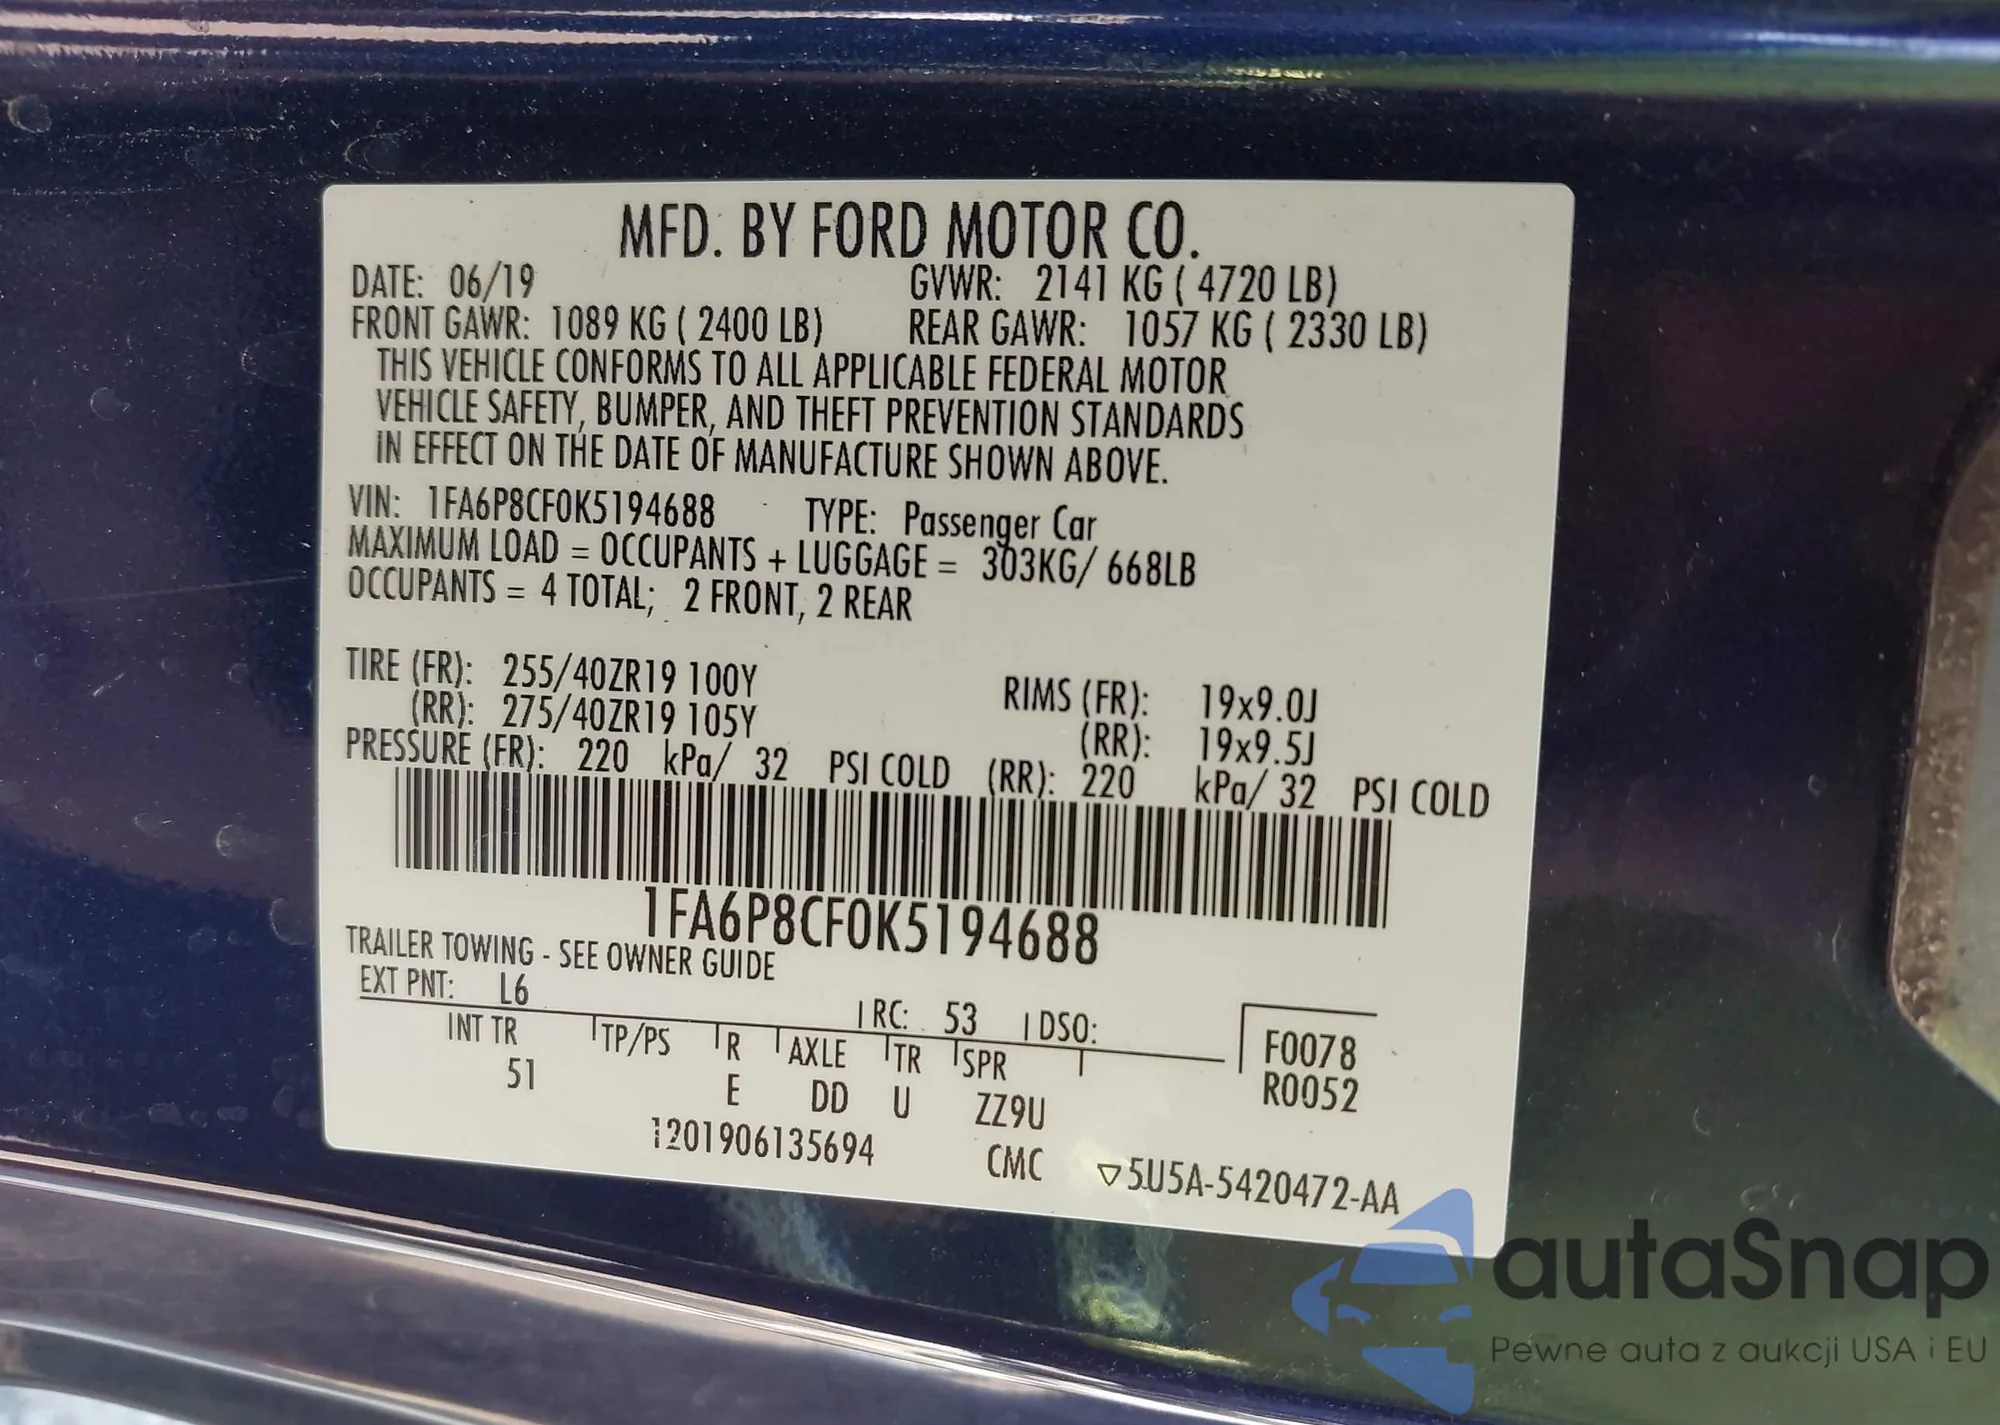 MFD. BY FORD MOTOR CO.
DATE: 06/19 GVWR: 2141 KG ( 4720 LB)
FRONT GAWR: 1089 KG ( 2400 LB) REAR GAWR: 1057 KG ( 2330 LB)
THIS VEHICLE CONFORMS TO ALL APPLICABLE FEDERAL MOTOR
VEHICLE SAFETY, BUMPER, AND THEFT PREVENTION STANDARDS
IN EFFECT ON THE DATE OF MANUFACTURE SHOWN ABOVE.
VIN: 1FA6P8CF0K5194688 TYPE: Passenger Car
MAXIMUM LOAD = OCCUPANTS + LUGGAGE = 303KG/ 668LB
OCCUPANTS = 4 TOTAL; 2 FRONT, 2 REAR
TIRE (FR): 255/40ZR19 100Y RIMS (FR): 19x9.0J
(RR): 275/40ZR19 105Y (RR): 19x9.5J
PRESSURE (FR): 220 kPa/ 32 PSI COLD (RR): 220 kPa/ 32 PSI COLD
1FA6P8CF0K5194688
TRAILER TOWING - SEE OWNER GUIDE
EXT PNT: L6 RC: 53 DSO:
INT TR TP/PS R AXLE TR SPR F0078
51 E DD U ZZ9U R0052
1201906135694 CMC ▽5U5A-5420472-AA
autaSnap
Pewne auta z aukcji USA i EU